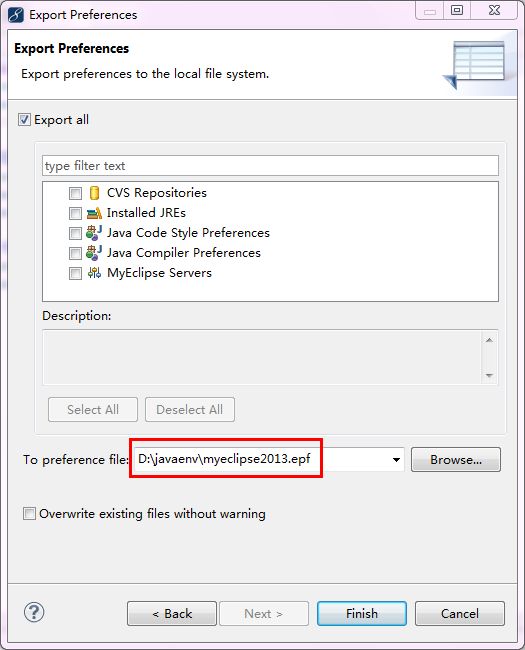 Export Preferences
Export Preferences
Export preferences to the local file system.
Export all
type filter text
CVS Repositories
Installed JREs
Java Code Style Preferences
Java Compiler Preferences
MyEclipse Servers
Description:
Select All Deselect All
To preference file: D:\javaenv\myeclipse2013.epf Browse...
Overwrite existing files without warning
? < Back Next > Finish Cancel